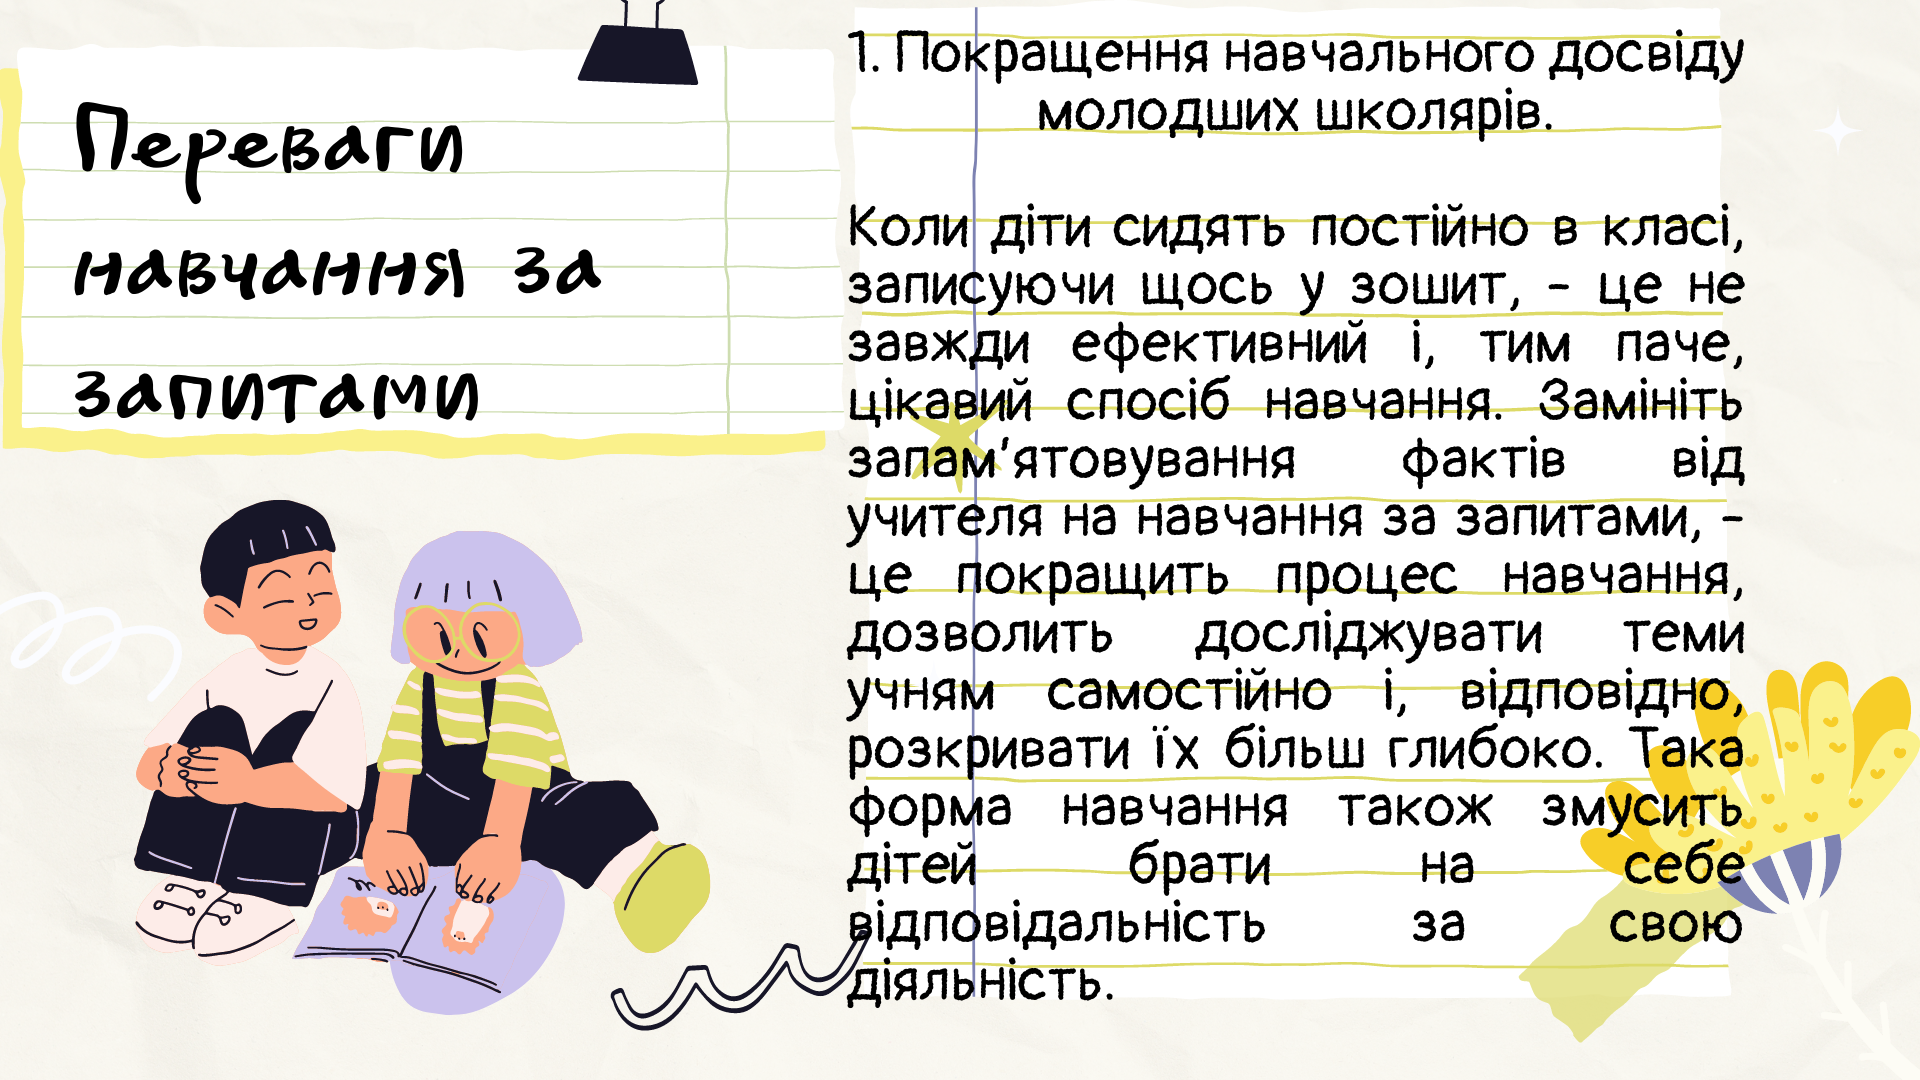 Переваги
навчання за
запитами
1. Покращення навчального досвіду
молодших школярів.
Коли діти сидять постійно в класі,
записуючи щось у зошит, - це не
завжди ефективний і, тим паче,
цікавий спосіб навчання. Замініть
запам'ятовування фактів від
учителя на навчання за запитами, -
це покращить процес навчання,
дозволить досліджувати теми
учням самостійно і, відповідно,
розкривати їх більш глибоко. Така
форма навчання також змусить
дітей брати на себе
відповідальність за свою
діяльність.